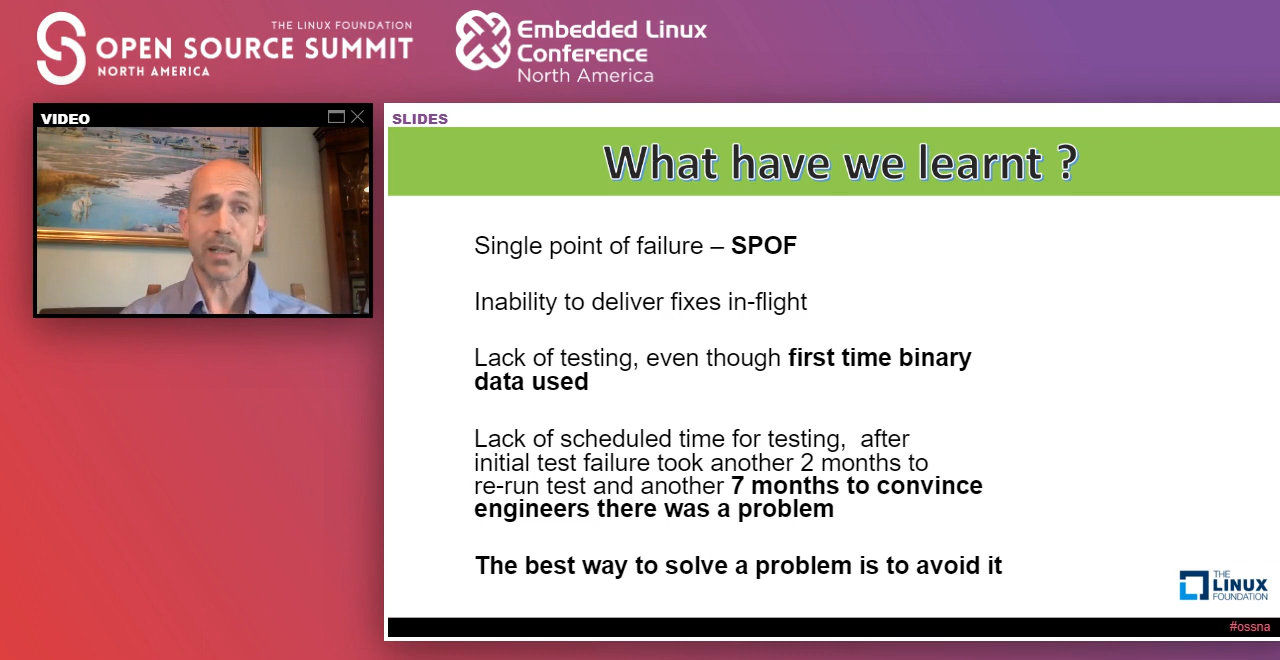 THE LINUX FOUNDATION
OPEN SOURCE SUMMIT
NORTH AMERICA
Embedded Linux
Conference
North America
VIDEO
SLIDES
What have we learnt ?
Single point of failure – SPOF
Inability to deliver fixes in-flight
Lack of testing, even though first time binary
data used
Lack of scheduled time for testing,  after
initial test failure took another 2 months to
re-run test and another 7 months to convince
engineers there was a problem
The best way to solve a problem is to avoid it
THE
LINUX
FOUNDATION
#ossna